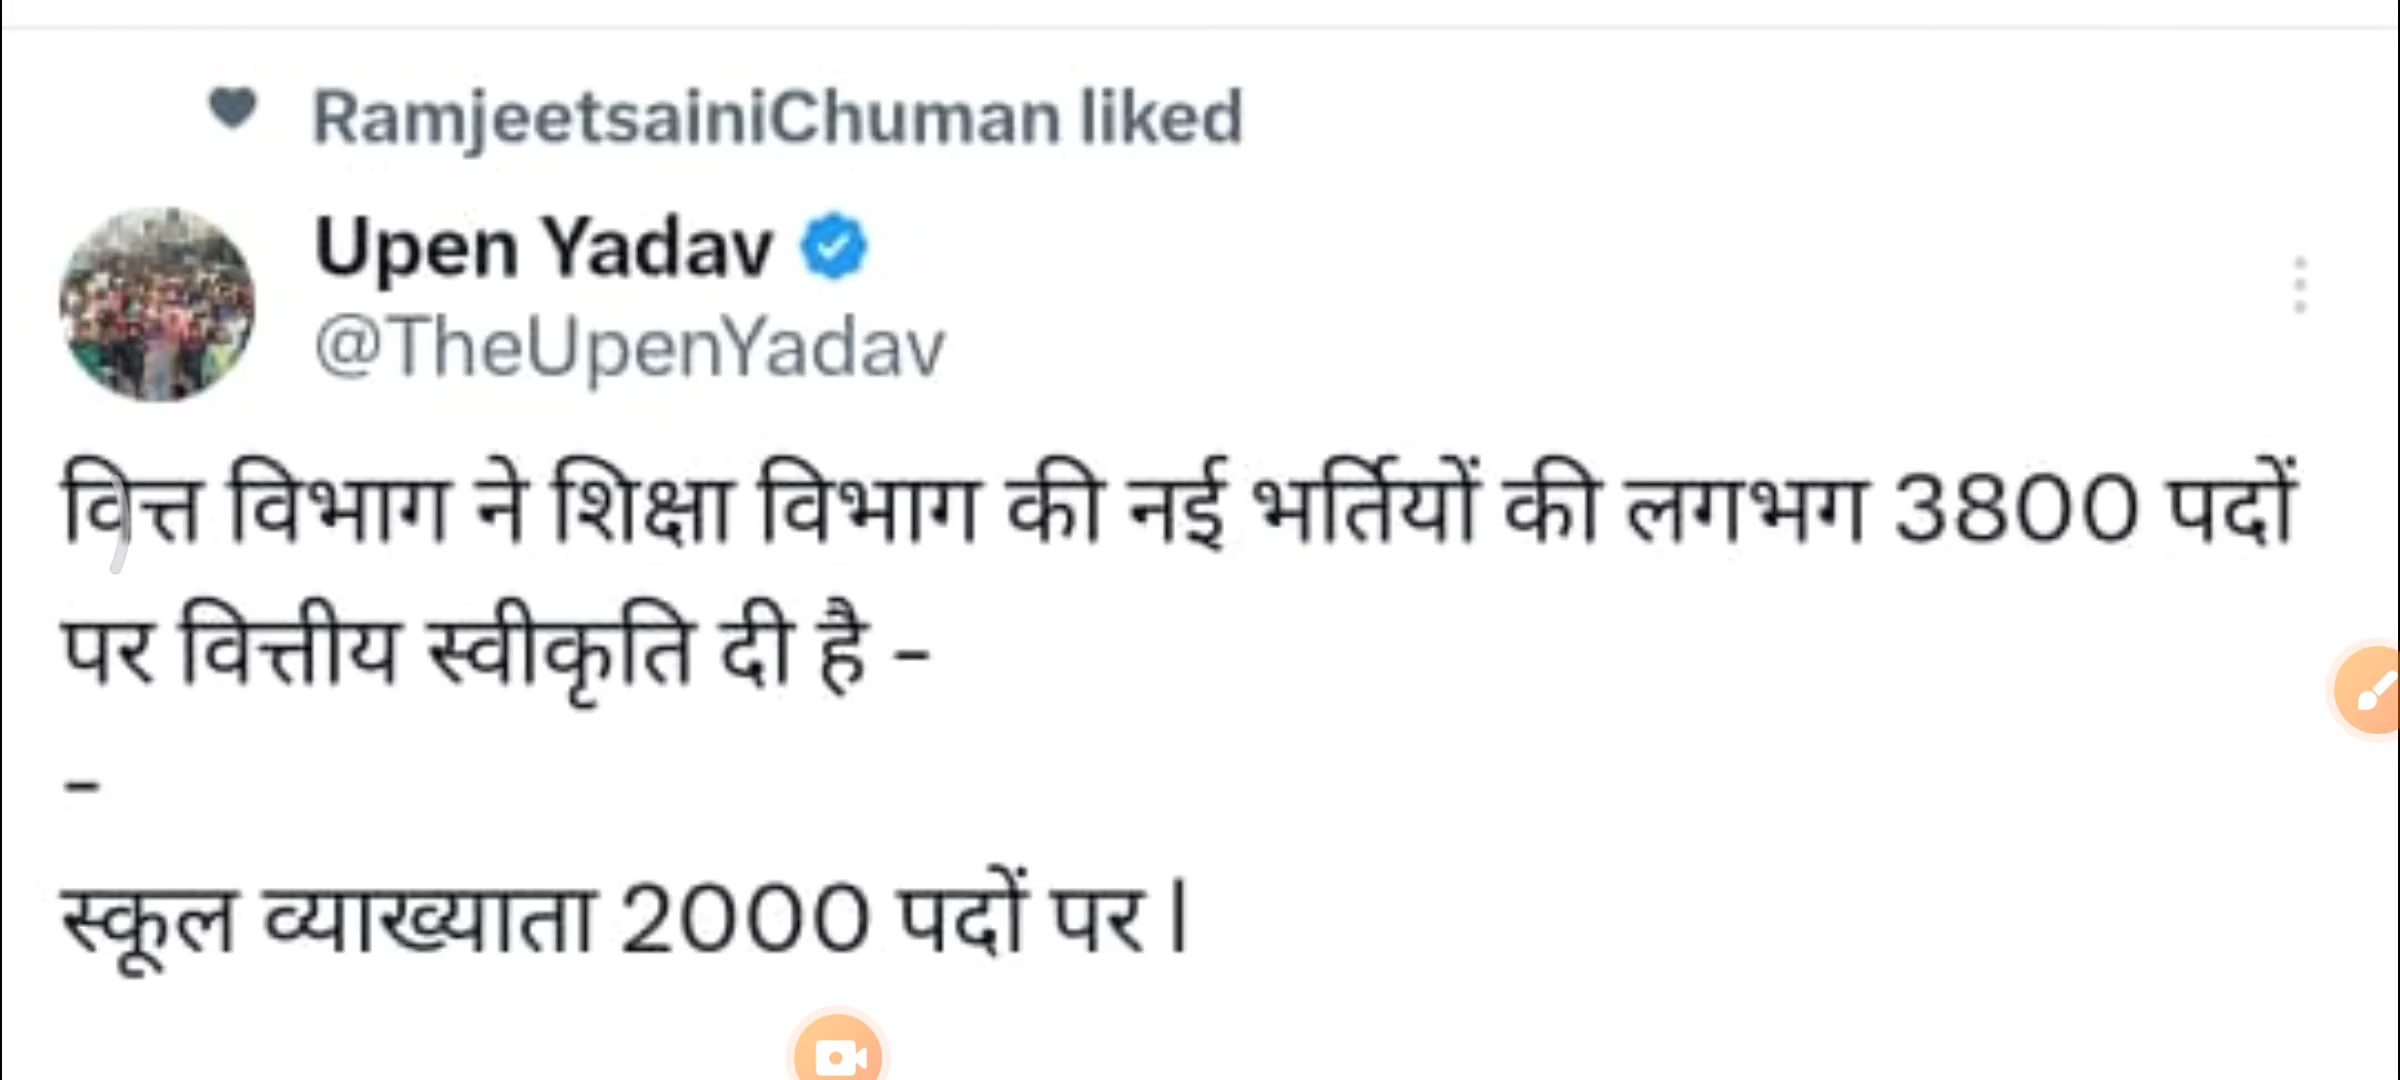 RamjeetsainiChuman liked
Upen Yadav
@TheUpenYadav
वित्त विभाग ने शिक्षा विभाग की नई भर्तियों की लगभग 3800 पदों
पर वित्तीय स्वीकृति दी है -
-
स्कूल व्याख्याता 2000 पदों पर।